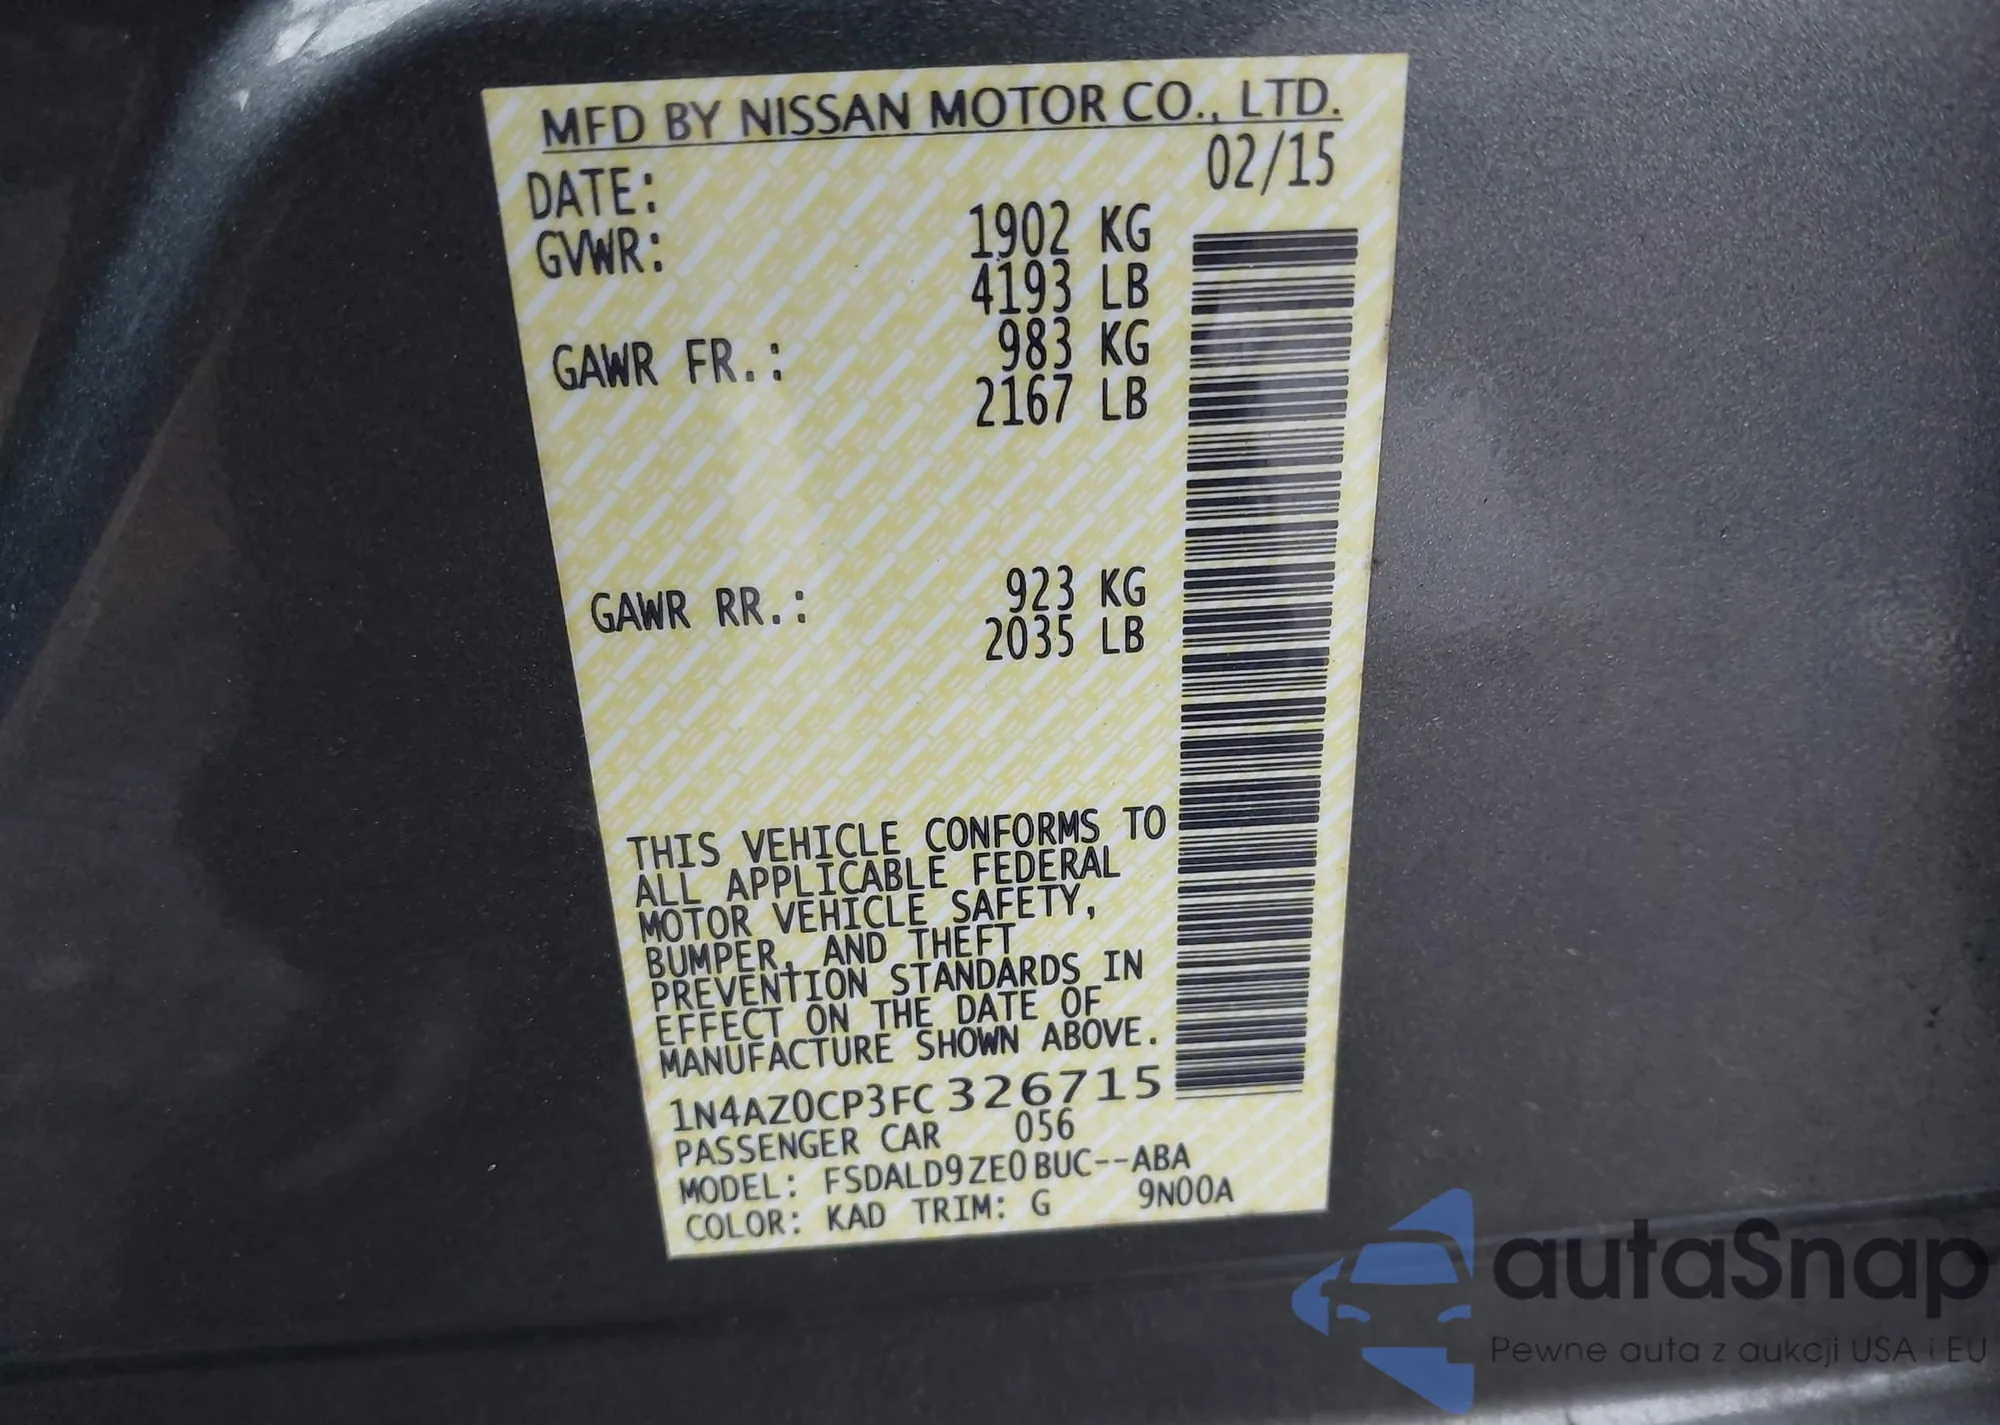 MFD BY NISSAN MOTOR CO., LTD.
DATE: 02/15
GVWR: 1902 KG
4193 LB
GAWR FR.: 983 KG
2167 LB
GAWR RR.: 923 KG
2035 LB
THIS VEHICLE CONFORMS TO
ALL APPLICABLE FEDERAL
MOTOR VEHICLE SAFETY,
BUMPER, AND THEFT
PREVENTION STANDARDS IN
EFFECT ON THE DATE OF
MANUFACTURE SHOWN ABOVE.
1N4AZ0CP3FC326715
PASSENGER CAR 056
MODEL: FSDALD9ZE0BUC--ABA
COLOR: KAD TRIM: G 9N00A
autaSnap
Pewne auta z aukcji USA i EU